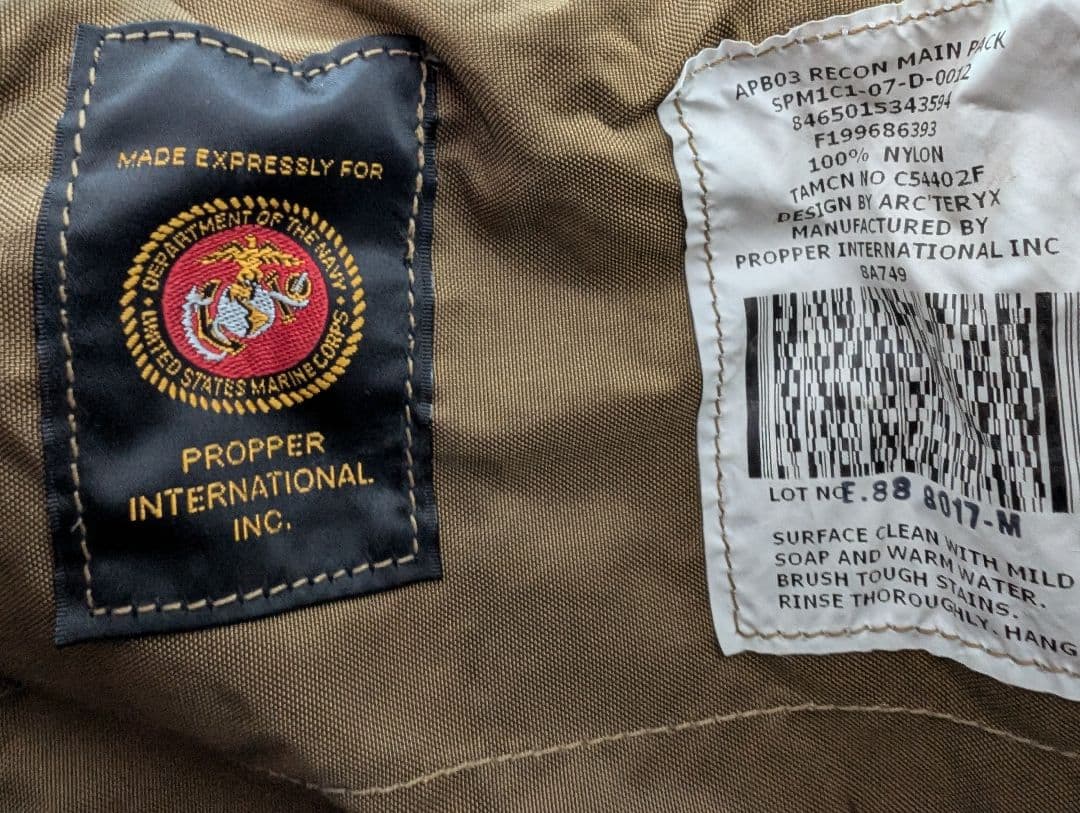 MADE EXPRESSLY FOR
DEPARTMENT OF THE NAVY
UNITED STATES MARINE CORPS
PROPPER
INTERNATIONAL
INC.
APB03 RECON MAIN PACK
SPM1C1-07-D-0012
8465015343594
F199686393
100% NYLON
TAMCN NO C54402F
DESIGN BY ARC'TERYX
MANUFACTURED BY
PROPPER INTERNATIONAL INC
8A749
LOT NO E.88 8017-M
SURFACE CLEAN WITH MILD
SOAP AND WARM WATER.
BRUSH TOUGH STAINS.
RINSE THOROUGHLY. HANG